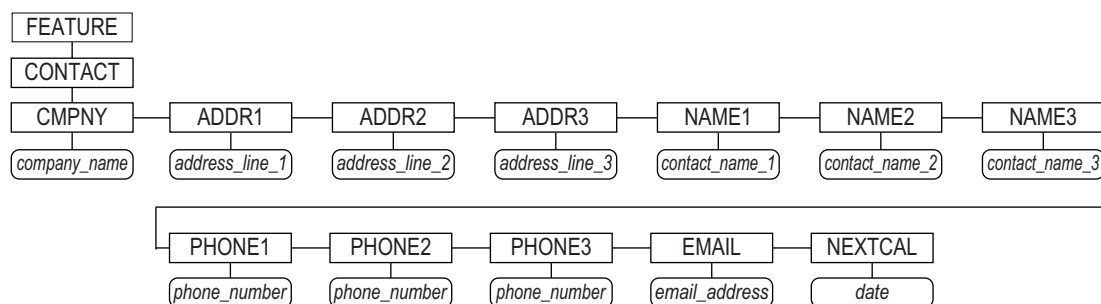 FEATURE
CONTACT
CMPNY ADDR1 ADDR2 ADDR3 NAME1 NAME2 NAME3
company_name address_line_1 address_line_2 address_line_3 contact_name_1 contact_name_2 contact_name_3
PHONE1 PHONE2 PHONE3 EMAIL NEXTCAL
phone_number phone_number phone_number email_address date